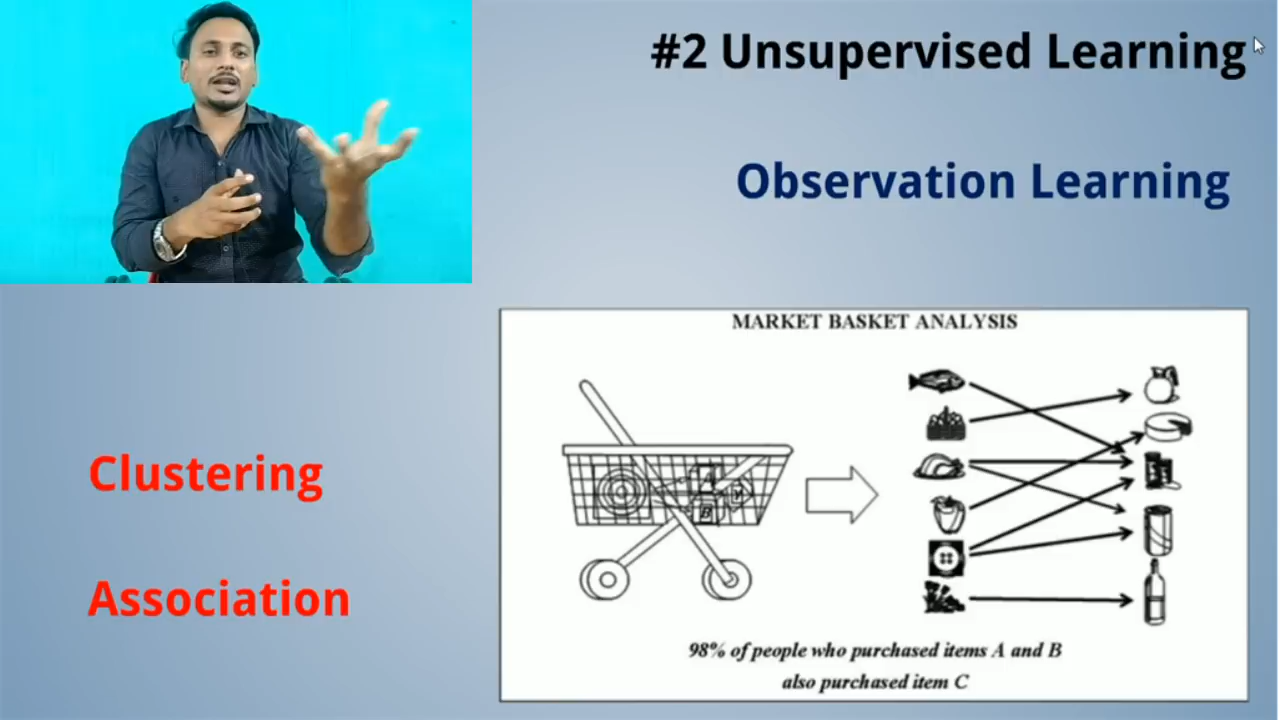 #2 Unsupervised Learning
Observation Learning
MARKET BASKET ANALYSIS
A
B
Clustering
Association
98% of people who purchased items A and B
also purchased item C